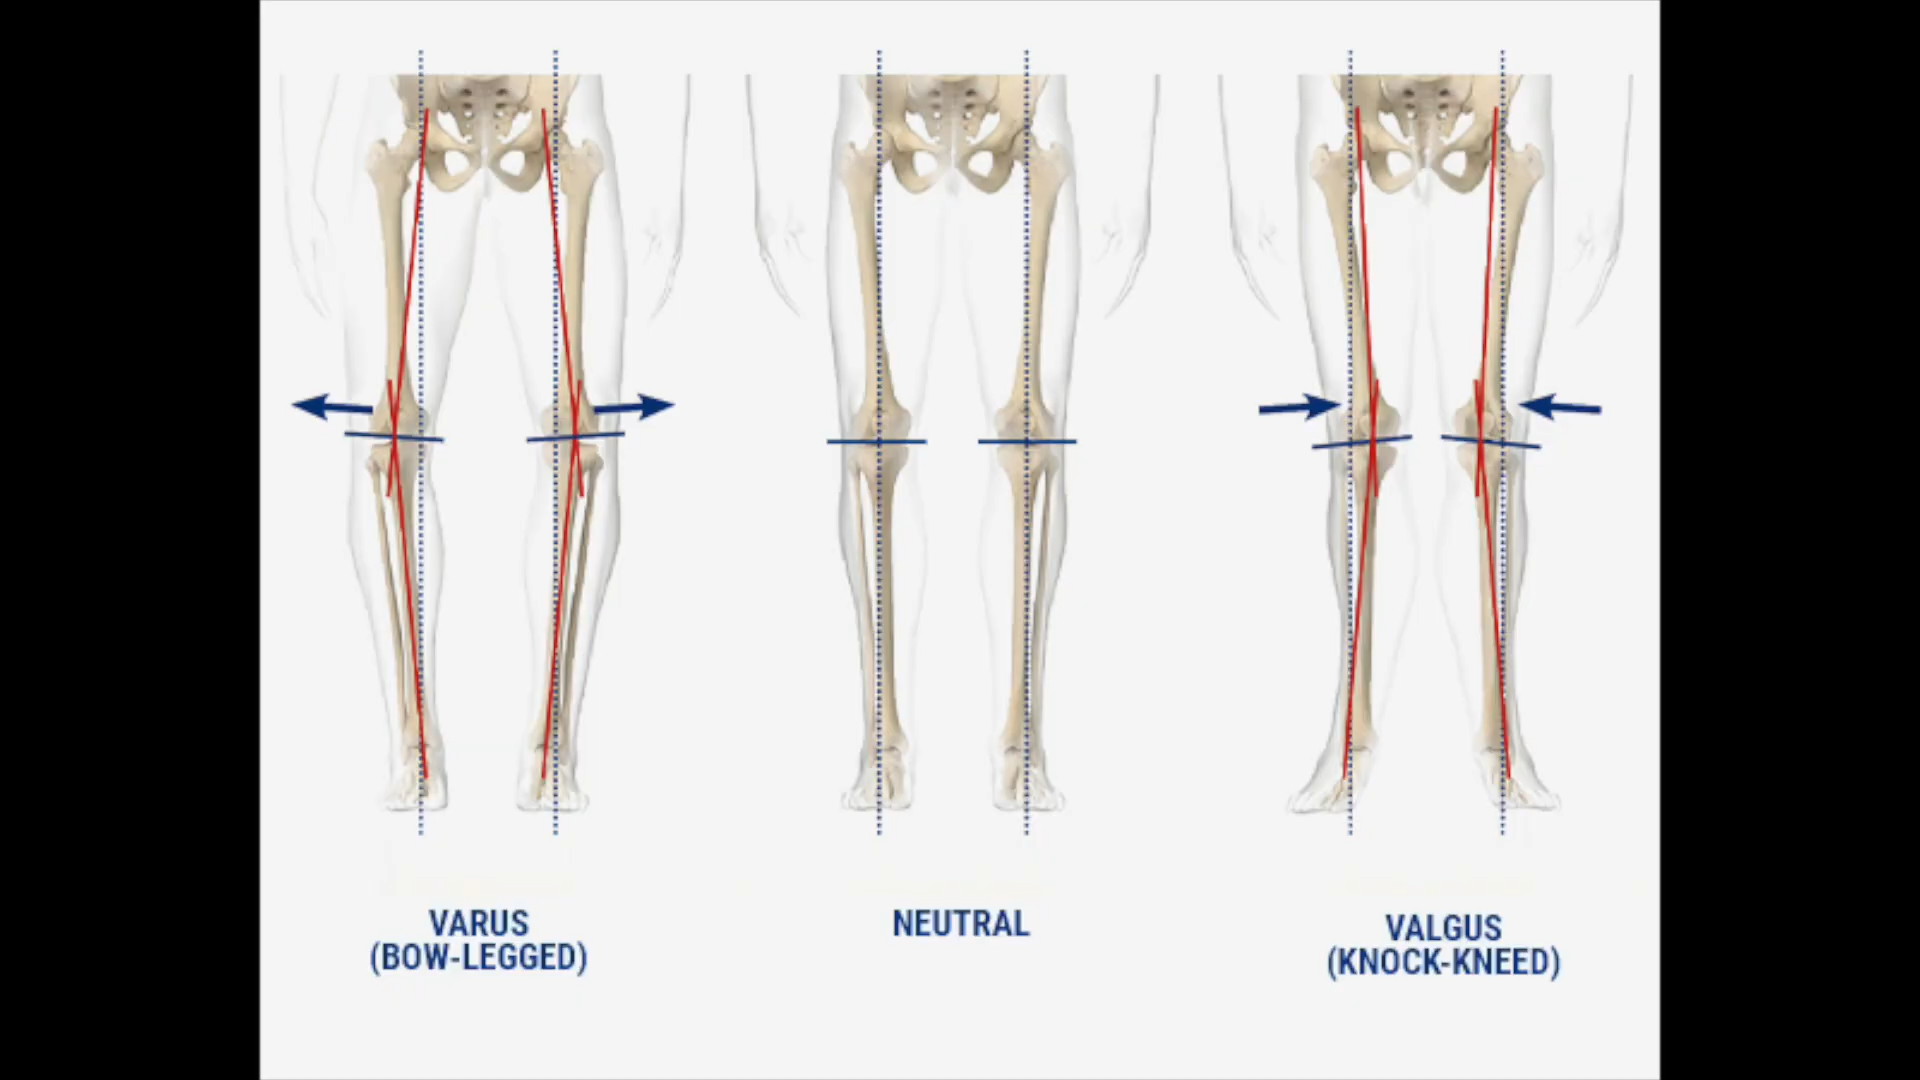 VARUS
(BOW-LEGGED)
NEUTRAL
VALGUS
(KNOCK-KNEED)